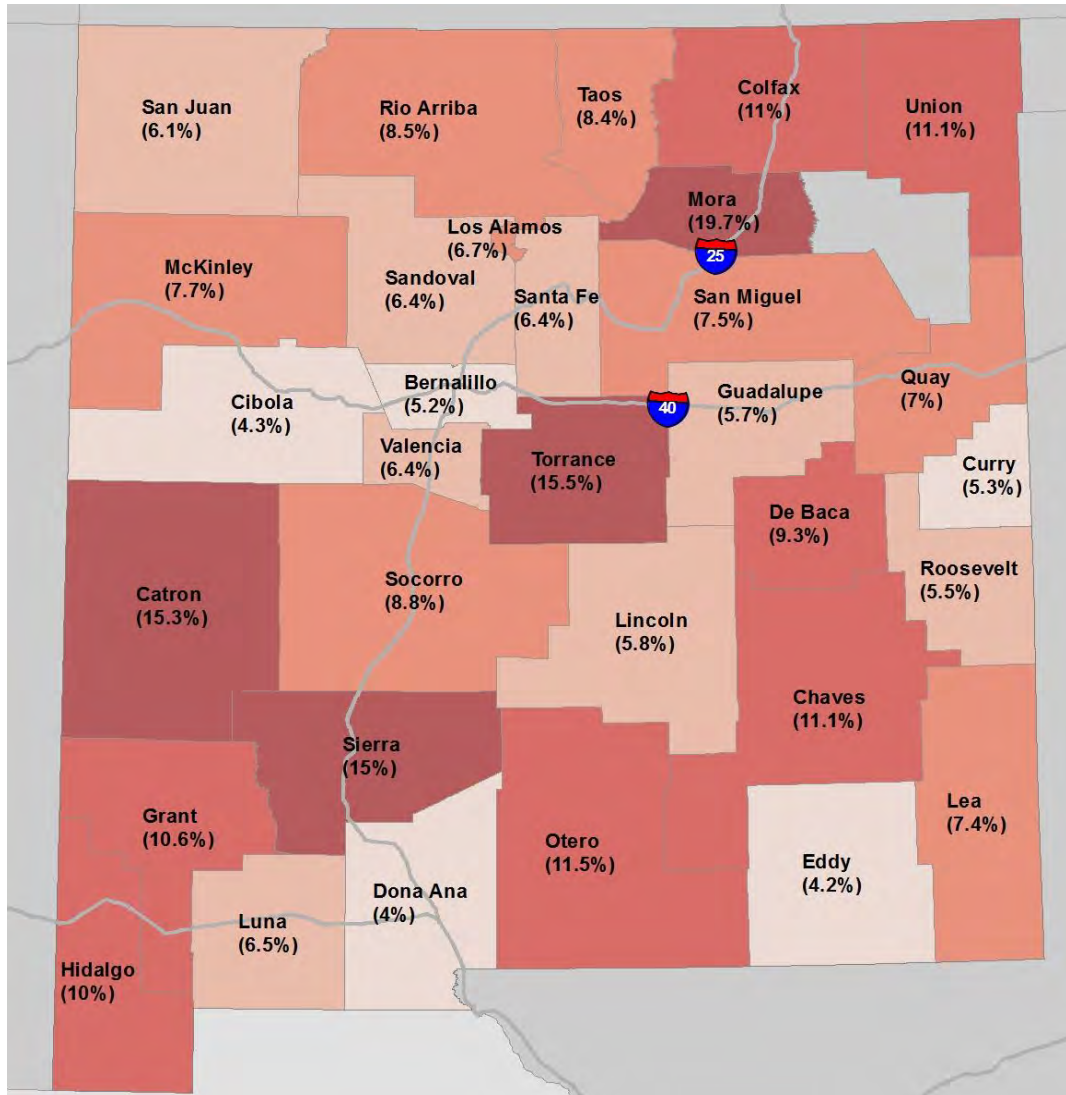 San Juan
(6.1%)
Rio Arriba
(8.5%)
Taos
(8.4%)
Colfax
(11%)
Union
(11.1%)
Mora
(19.7%)
Los Alamos
(6.7%)
McKinley
(7.7%)
Sandoval
(6.4%)
Santa Fe
(6.4%)
25
San Miguel
(7.5%)
Bernalillo
(5.2%)
Cibola
(4.3%)
40
Guadalupe
(5.7%)
Quay
(7%)
Valencia
(6.4%)
Torrance
(15.5%)
Curry
(5.3%)
De Baca
(9.3%)
Catron
(15.3%)
Socorro
(8.8%)
Lincoln
(5.8%)
Roosevelt
(5.5%)
Chaves
(11.1%)
Sierra
(15%)
Grant
(10.6%)
Otero
(11.5%)
Lea
(7.4%)
Eddy
(4.2%)
Dona Ana
(4%)
Luna
(6.5%)
Hidalgo
(10%)